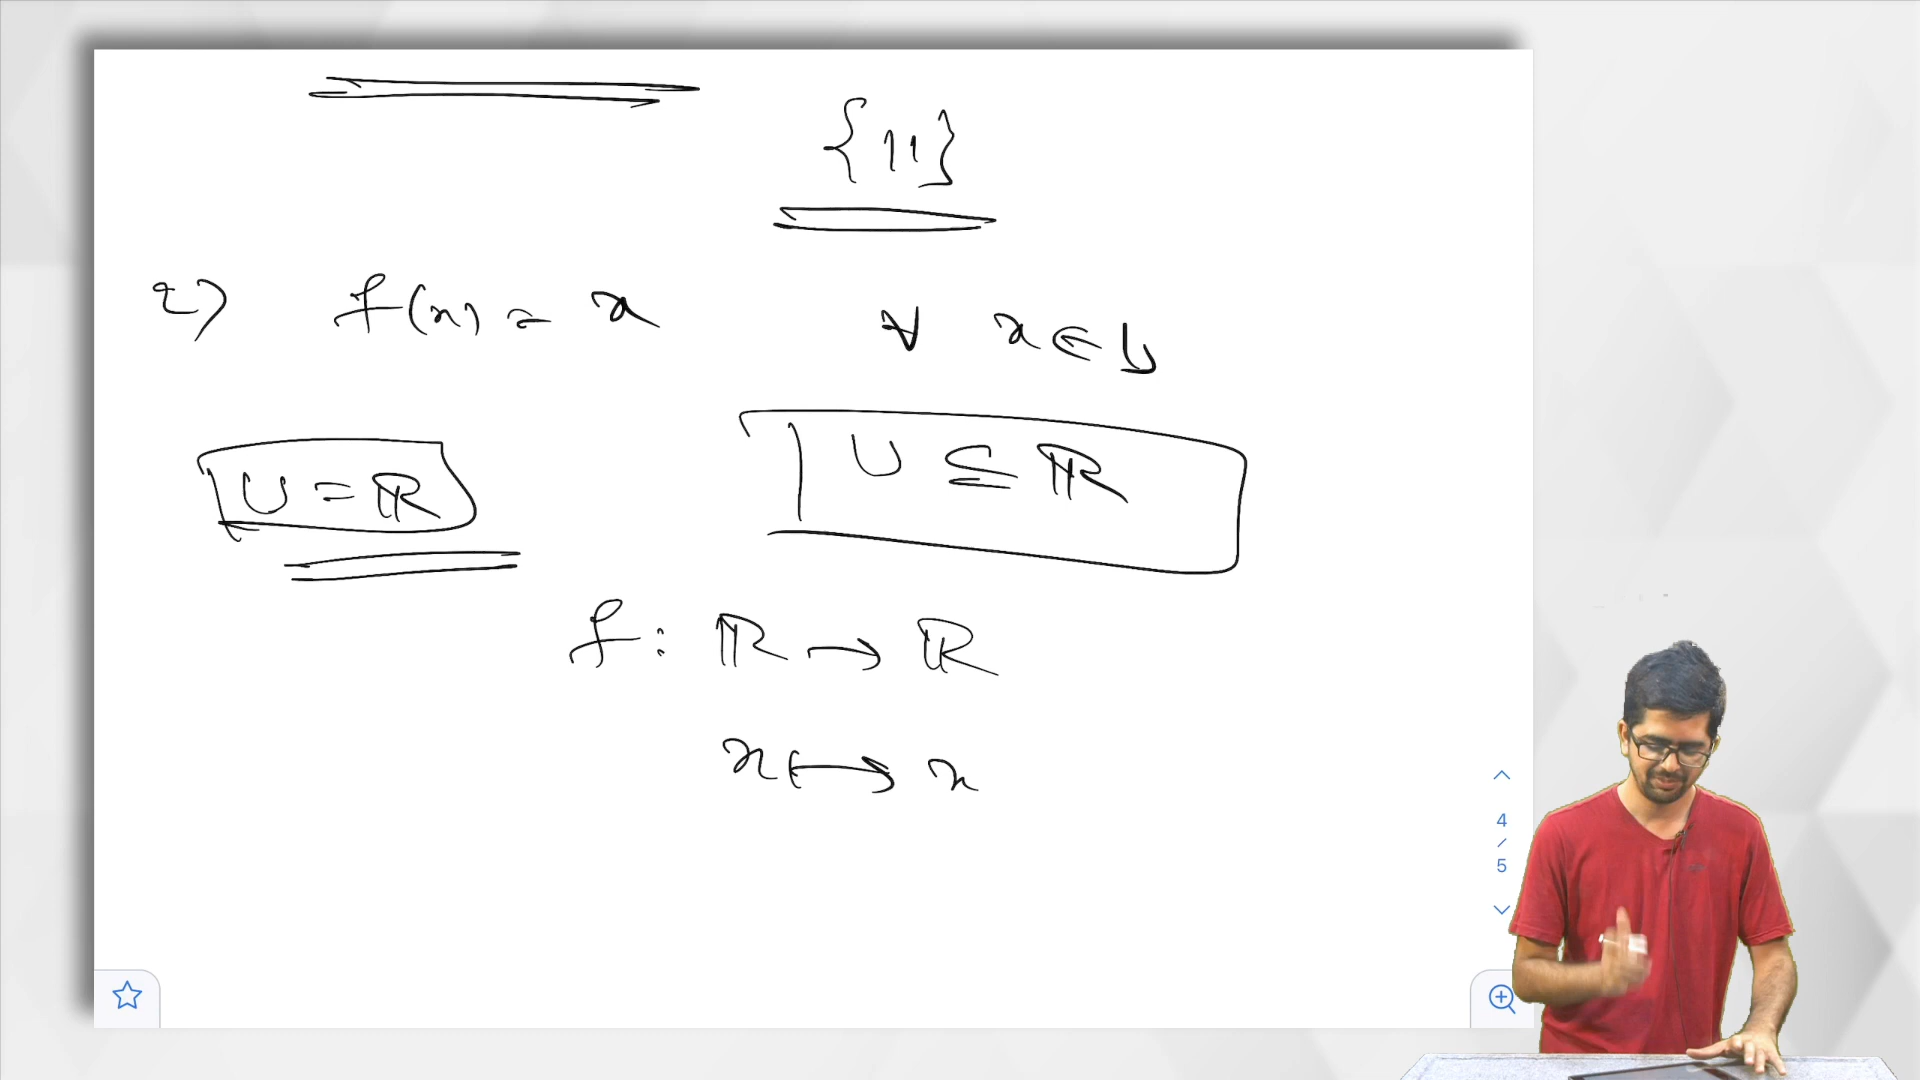 {11}
2) f(x) = x ∀ x ∈ U
U = ℝ U ⊆ ℝ
f: ℝ → ℝ
x ↦ x
4
/
5